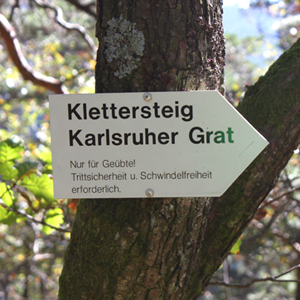 Klettersteig
Karlsruher Grat
Nur für Geübte!
Trittsicherheit u. Schwindelfreiheit
erforderlich.